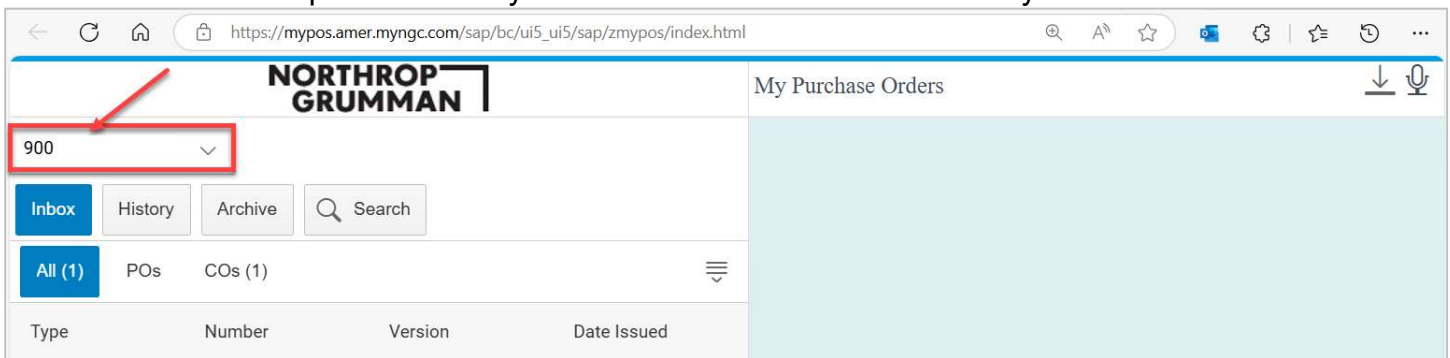 https://mypos.amer.myngc.com/sap/bc/ui5_ui5/sap/zmypos/index.html
NORTHROP
GRUMMAN
My Purchase Orders
900
Inbox History Archive Search
All (1) POs COs (1)
Type Number Version Date Issued